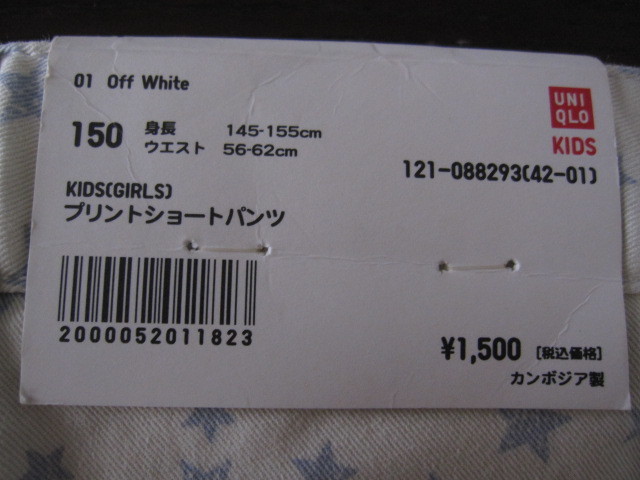 01 Off White
UNI
QLO
KIDS
150 身長 145-155cm
ウエスト 56-62cm
121-088293(42-01)
KIDS(GIRLS)
プリントショートパンツ
2000052011823
¥1,500 [税込価格]
カンボジア製